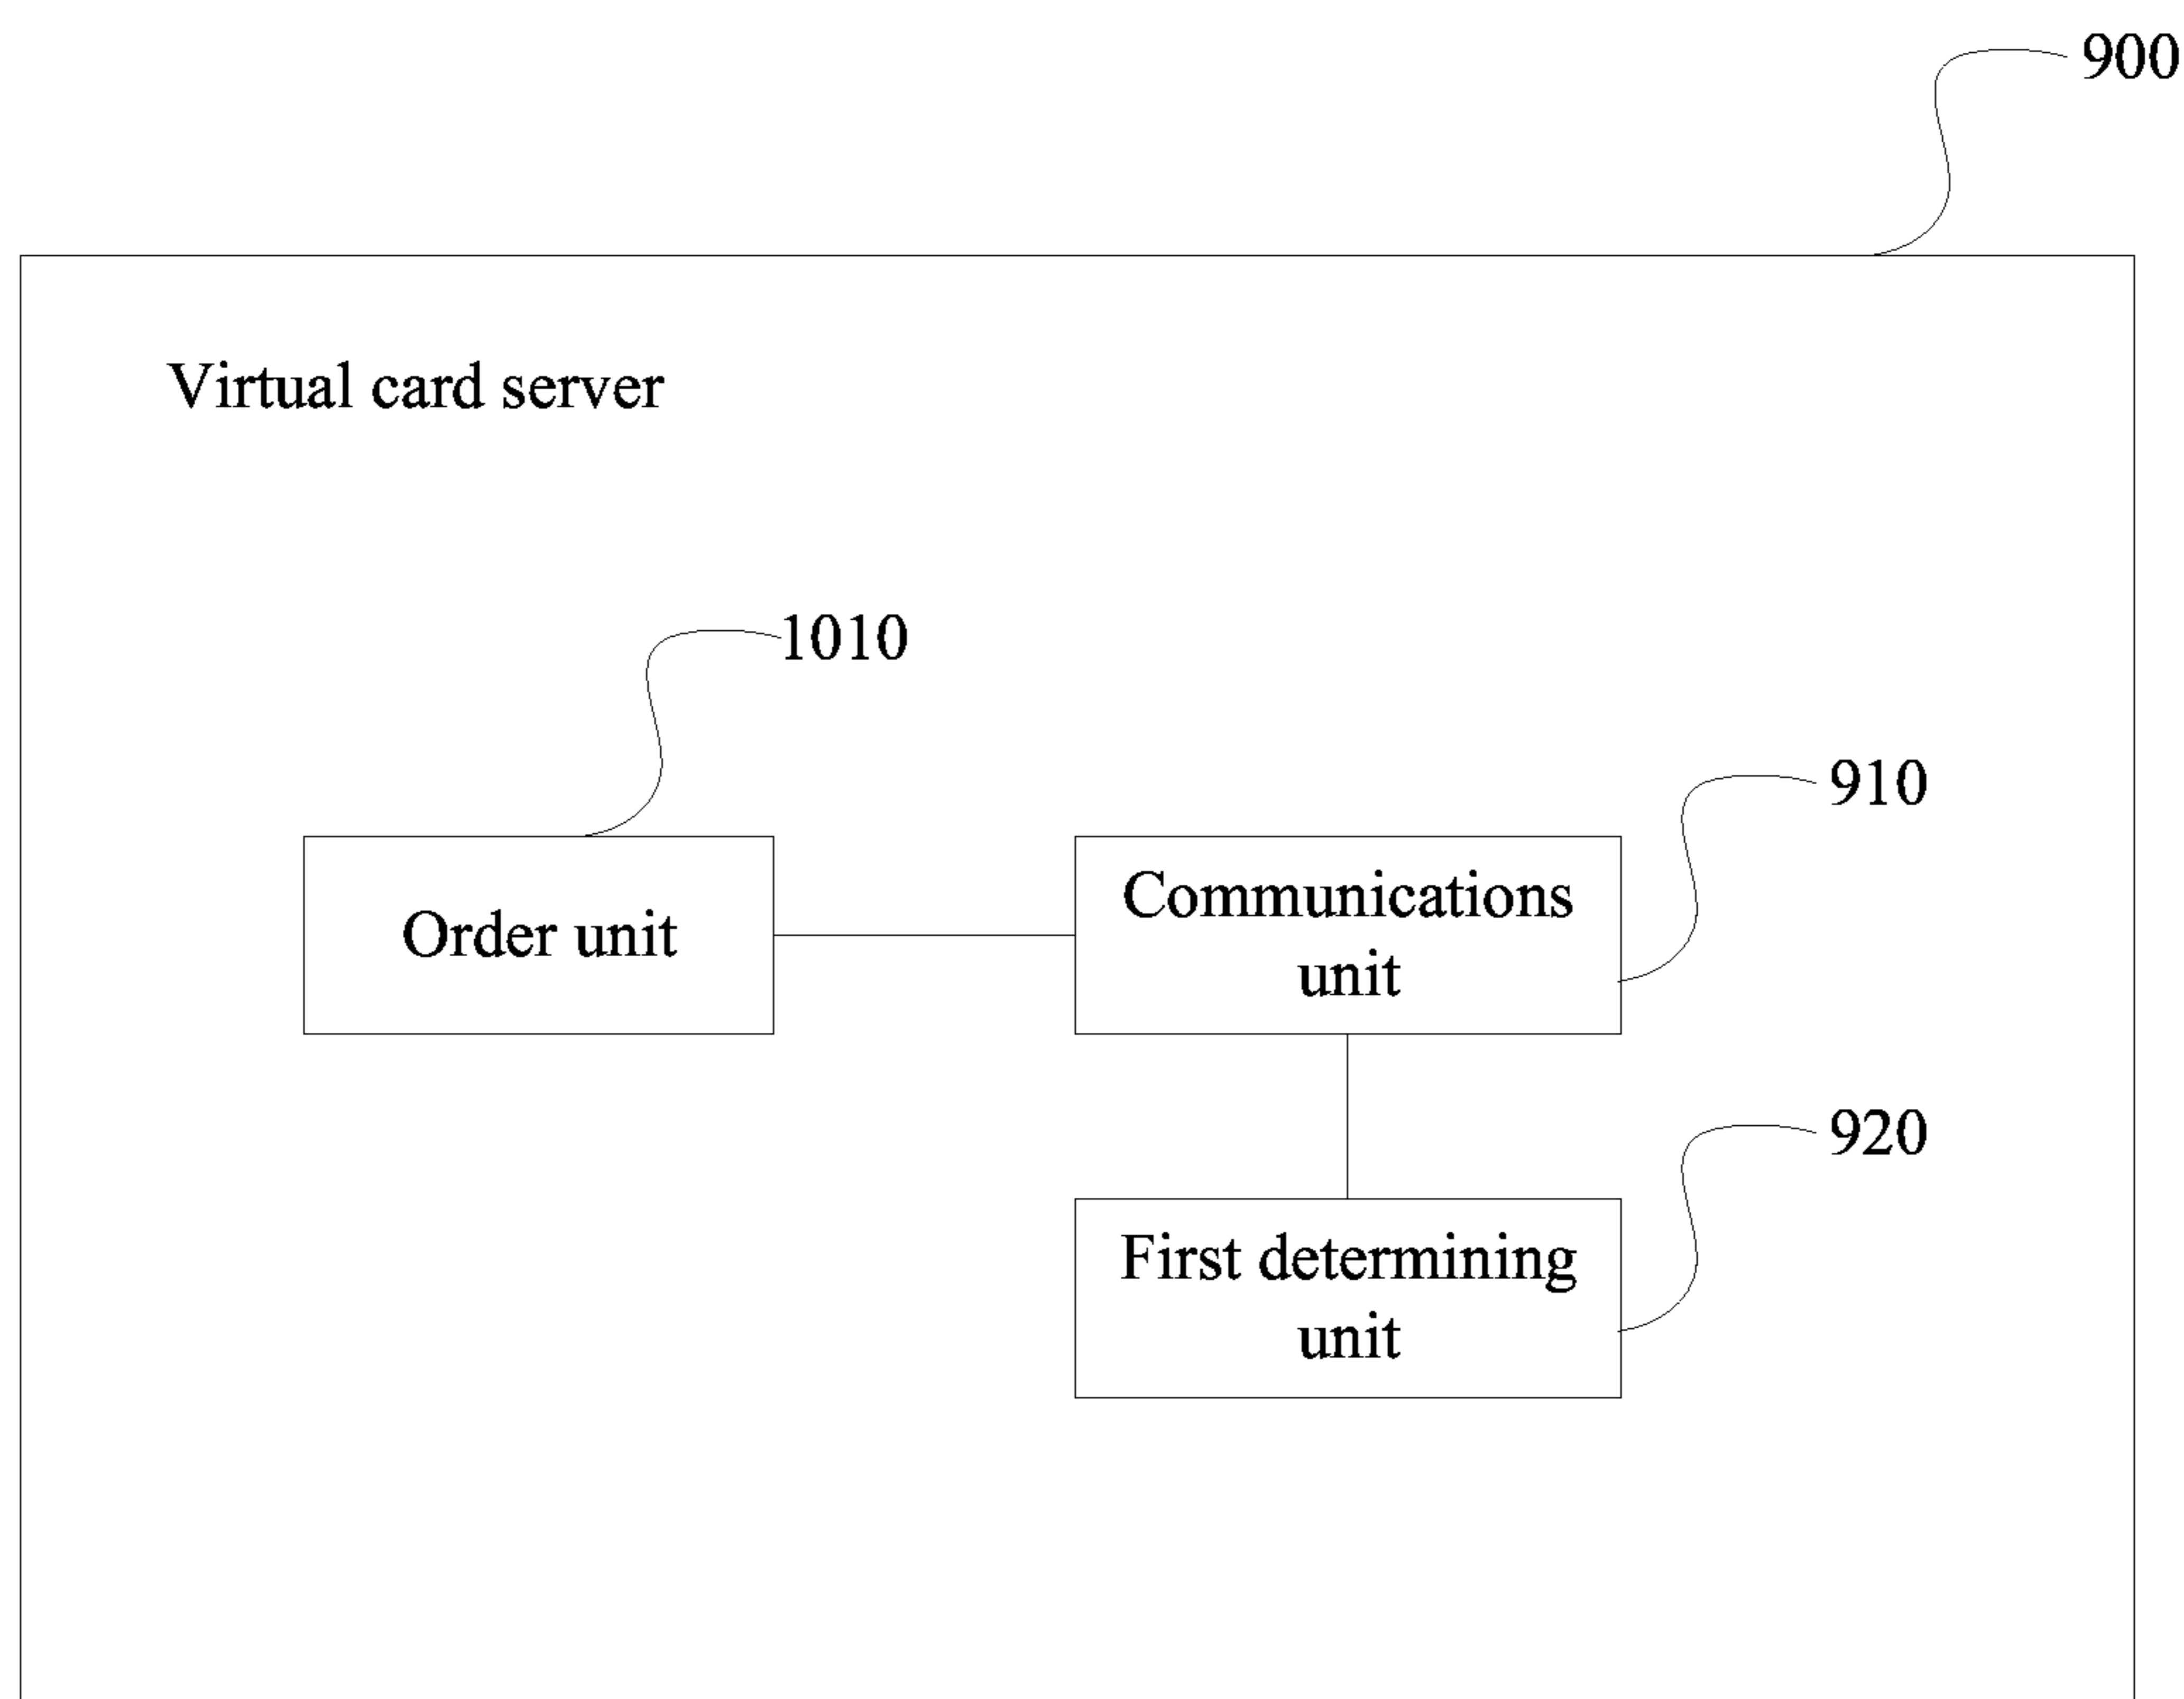 900
Virtual card server
1010
910
Order unit
Communications
unit
920
First determining
unit